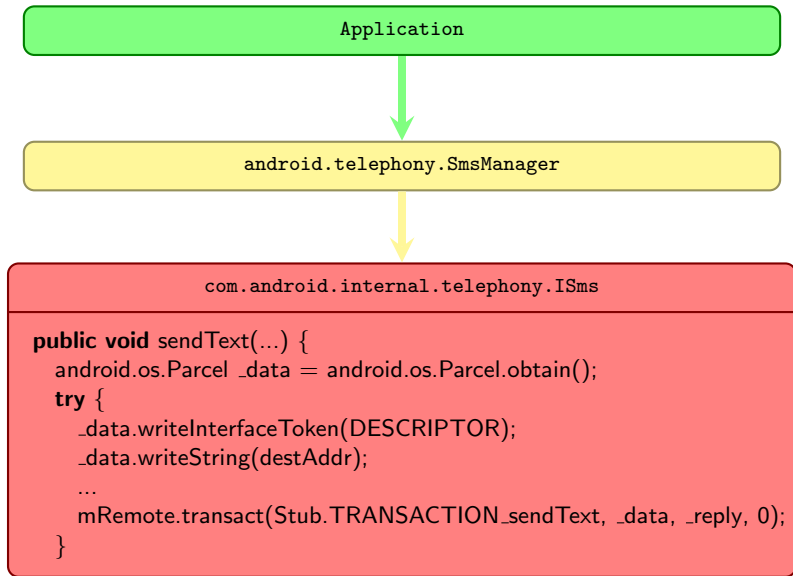 Application
android.telephony.SmsManager
com.android.internal.telephony.ISms
public void sendText(...) {
android.os.Parcel _data = android.os.Parcel.obtain();
try {
_data.writeInterfaceToken(DESCRIPTOR);
_data.writeString(destAddr);
...
mRemote.transact(Stub.TRANSACTION_sendText, _data, _reply, 0);
}